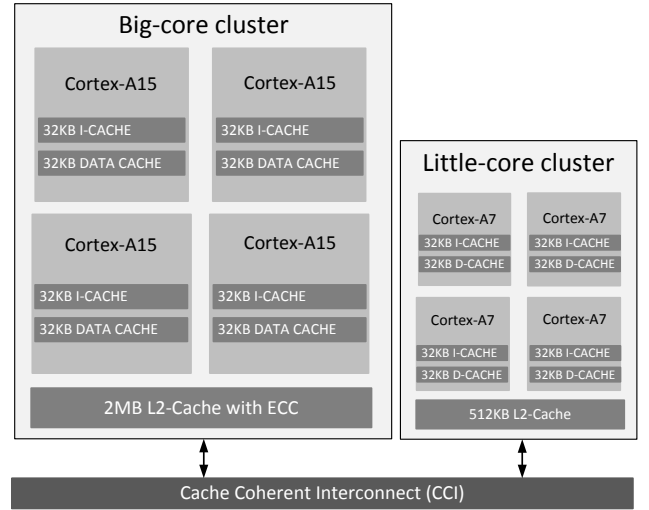 Big-core cluster
Cortex-A15
32KB I-CACHE
32KB DATA CACHE
Cortex-A15
32KB I-CACHE
32KB DATA CACHE
Cortex-A15
32KB I-CACHE
32KB DATA CACHE
Cortex-A15
32KB I-CACHE
32KB DATA CACHE
2MB L2-Cache with ECC
Little-core cluster
Cortex-A7
32KB I-CACHE
32KB D-CACHE
Cortex-A7
32KB I-CACHE
32KB D-CACHE
Cortex-A7
32KB I-CACHE
32KB D-CACHE
Cortex-A7
32KB I-CACHE
32KB D-CACHE
512KB L2-Cache
Cache Coherent Interconnect (CCI)